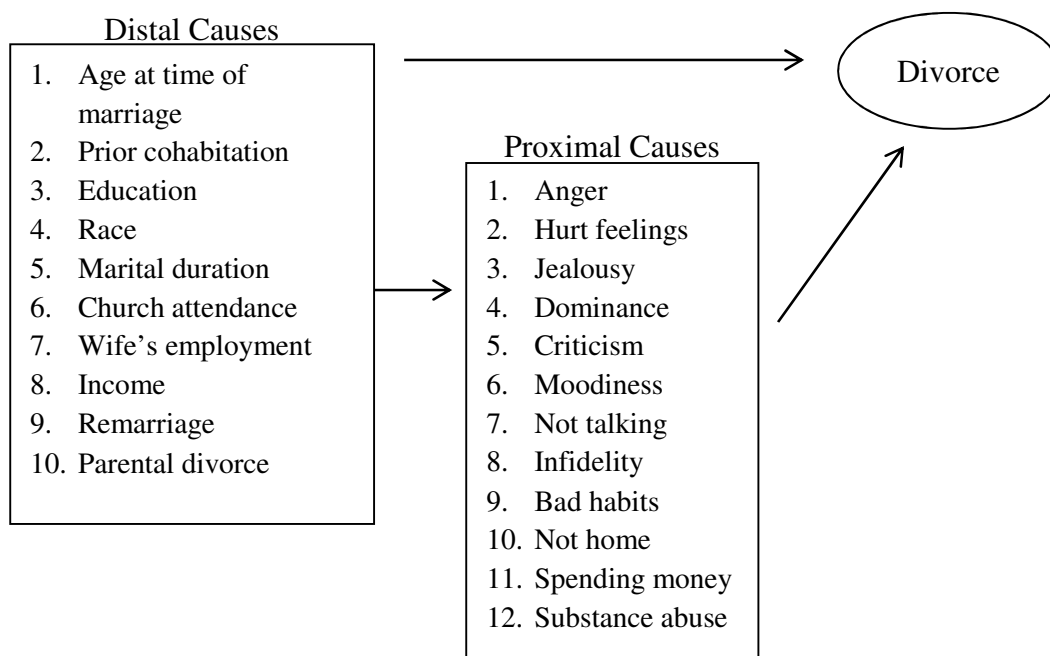 Distal Causes
1. Age at time of
marriage
2. Prior cohabitation
3. Education
4. Race
5. Marital duration
6. Church attendance
7. Wife’s employment
8. Income
9. Remarriage
10. Parental divorce
Divorce
Proximal Causes
1. Anger
2. Hurt feelings
3. Jealousy
4. Dominance
5. Criticism
6. Moodiness
7. Not talking
8. Infidelity
9. Bad habits
10. Not home
11. Spending money
12. Substance abuse